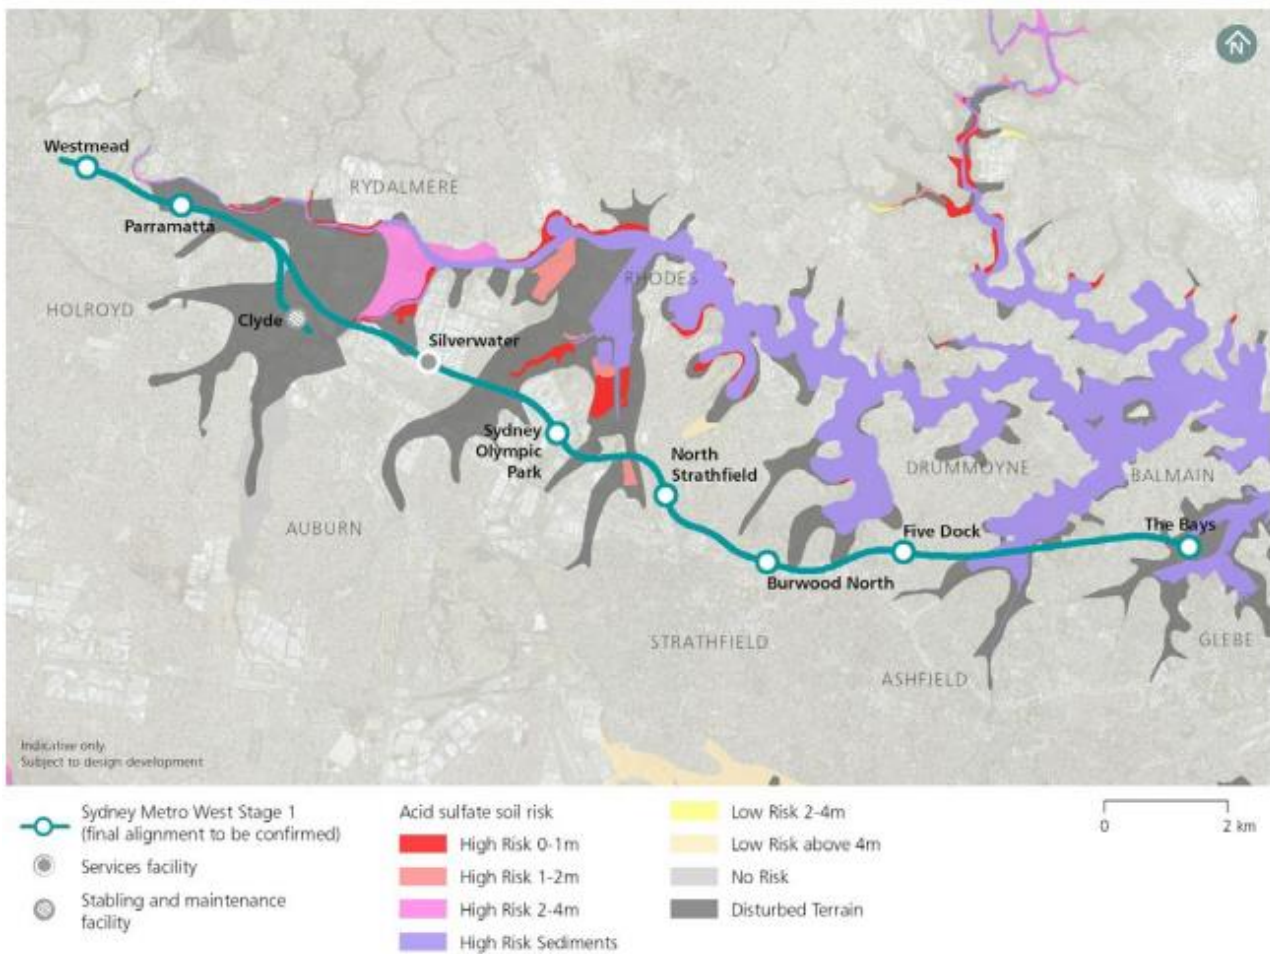 N
Westmead
RYDALMERE
Parramatta
RHODES
HOLROYD
Clyde
Silverwater
Sydney
Olympic
Park
North
Strathfield
DRUMMOYNE
BALMAIN
AUBURN
Five Dock
The Bays
Burwood North
STRATHFIELD
GLEBE
ASHFIELD
Indicative only
Subject to design development
Sydney Metro West Stage 1
(final alignment to be confirmed)
Services facility
Stabling and maintenance
facility
Acid sulfate soil risk
High Risk 0-1m
High Risk 1-2m
High Risk 2-4m
High Risk Sediments
Low Risk 2-4m
Low Risk above 4m
No Risk
Disturbed Terrain
0 2 km